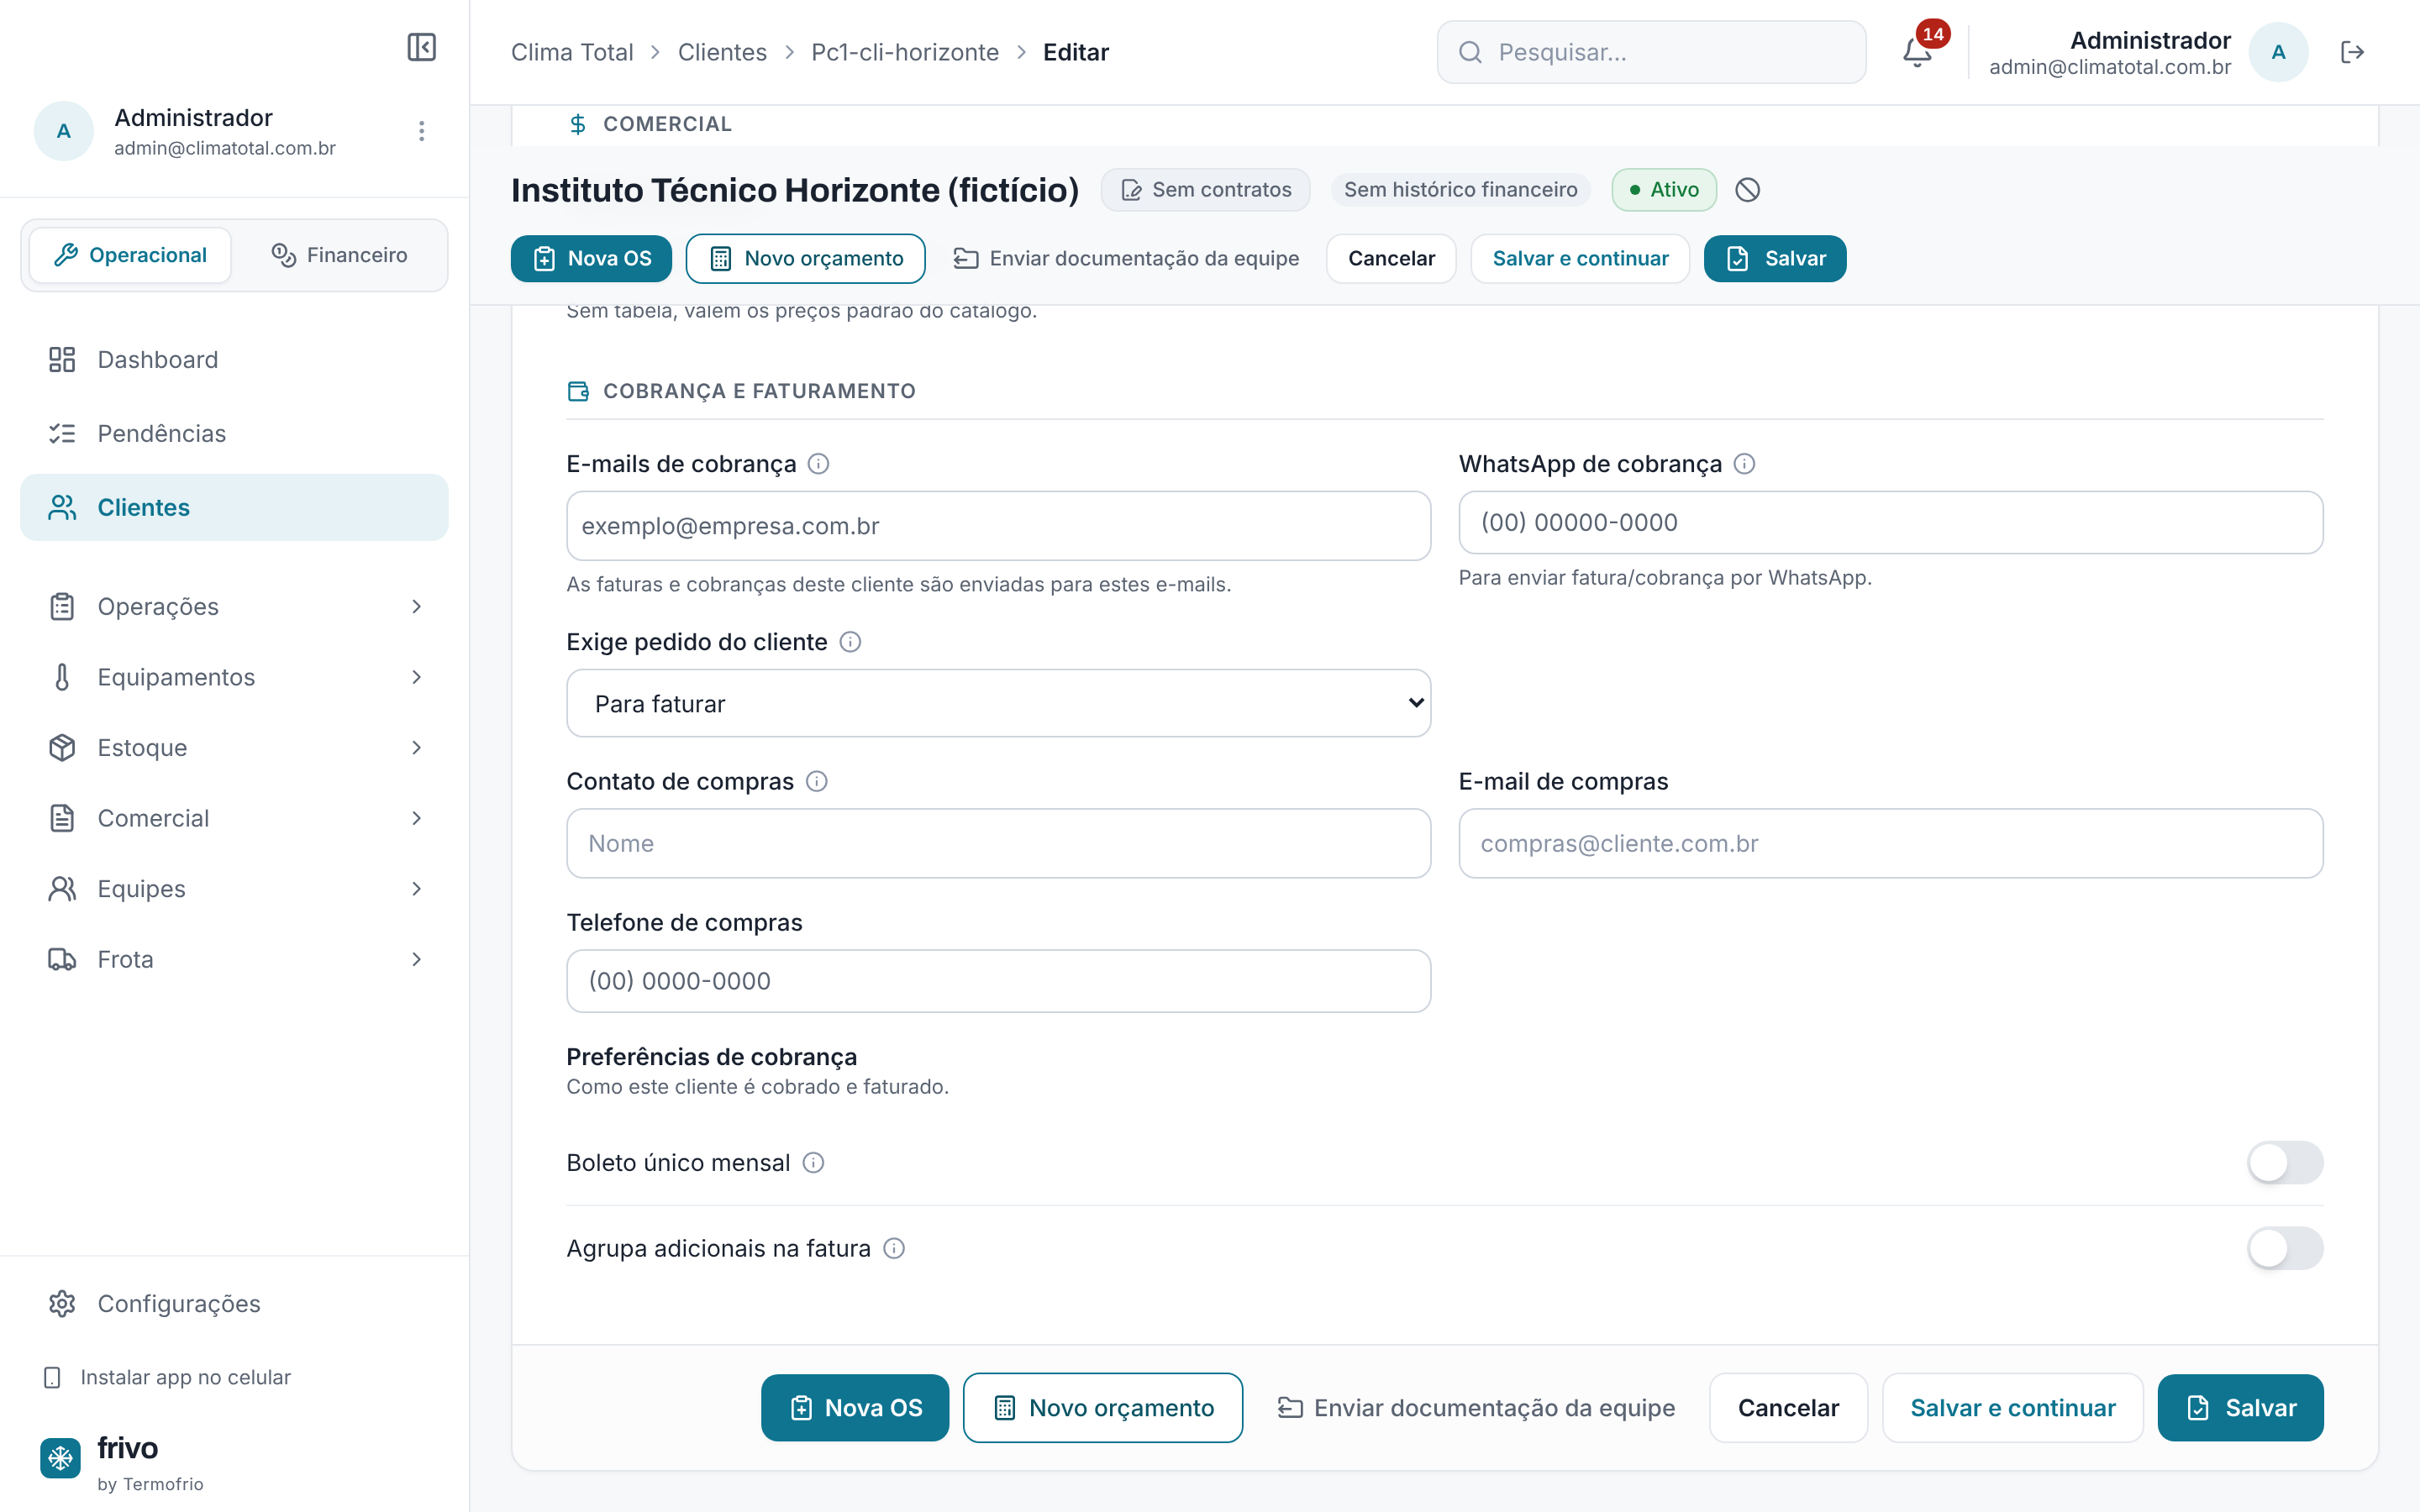 Clima Total > Clientes > Pc1-cli-horizonte > Editar
Pesquisar...
14
Administrador
admin@climatotal.com.br
A
A
Administrador
admin@climatotal.com.br
Operacional
Financeiro
Dashboard
Pendências
Clientes
Operações
Equipamentos
Estoque
Comercial
Equipes
Frota
Configurações
Instalar app no celular
frivo
by Termofrio
COMERCIAL
Instituto Técnico Horizonte (fictício)
Sem contratos
Sem histórico financeiro
Ativo
Nova OS
Novo orçamento
Enviar documentação da equipe
Cancelar
Salvar e continuar
Salvar
Sem tabela, valem os preços padrão do catálogo.
COBRANÇA E FATURAMENTO
E-mails de cobrança
exemplo@empresa.com.br
As faturas e cobranças deste cliente são enviadas para estes e-mails.
WhatsApp de cobrança
(00) 00000-0000
Para enviar fatura/cobrança por WhatsApp.
Exige pedido do cliente
Para faturar
Contato de compras
Nome
E-mail de compras
compras@cliente.com.br
Telefone de compras
(00) 0000-0000
Preferências de cobrança
Como este cliente é cobrado e faturado.
Boleto único mensal
Agrupa adicionais na fatura
Nova OS
Novo orçamento
Enviar documentação da equipe
Cancelar
Salvar e continuar
Salvar